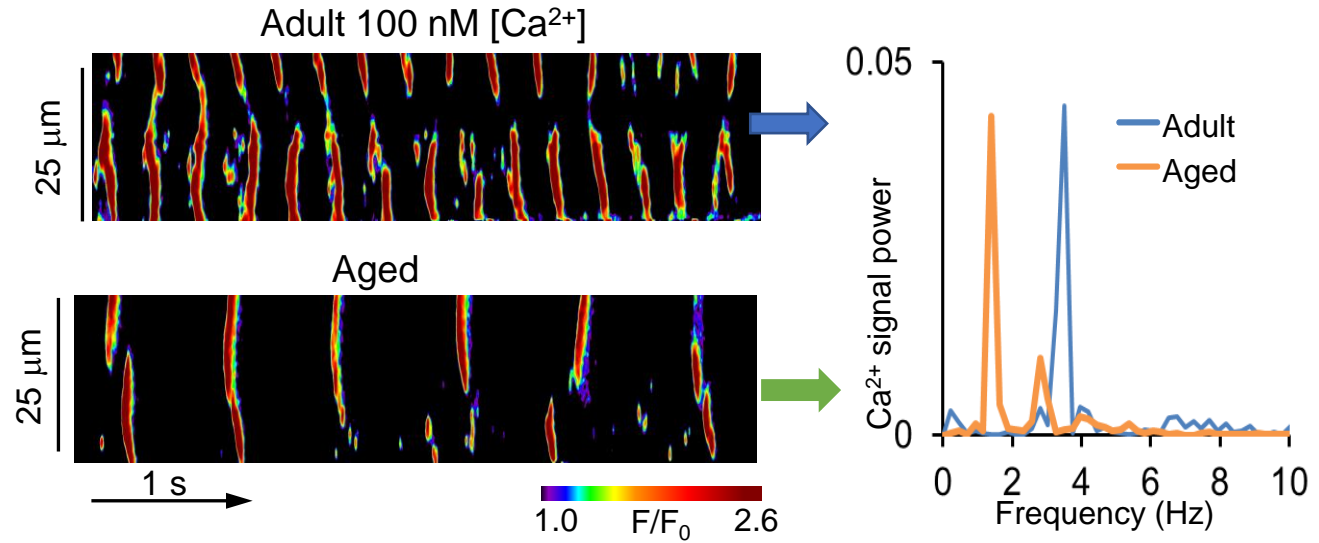 Adult 100 nM [Ca²⁺]
25 μm
Aged
25 μm
1 s
1.0 F/F₀ 2.6
0.05
Ca²⁺ signal power
0
Adult
Aged
0 2 4 6 8 10
Frequency (Hz)